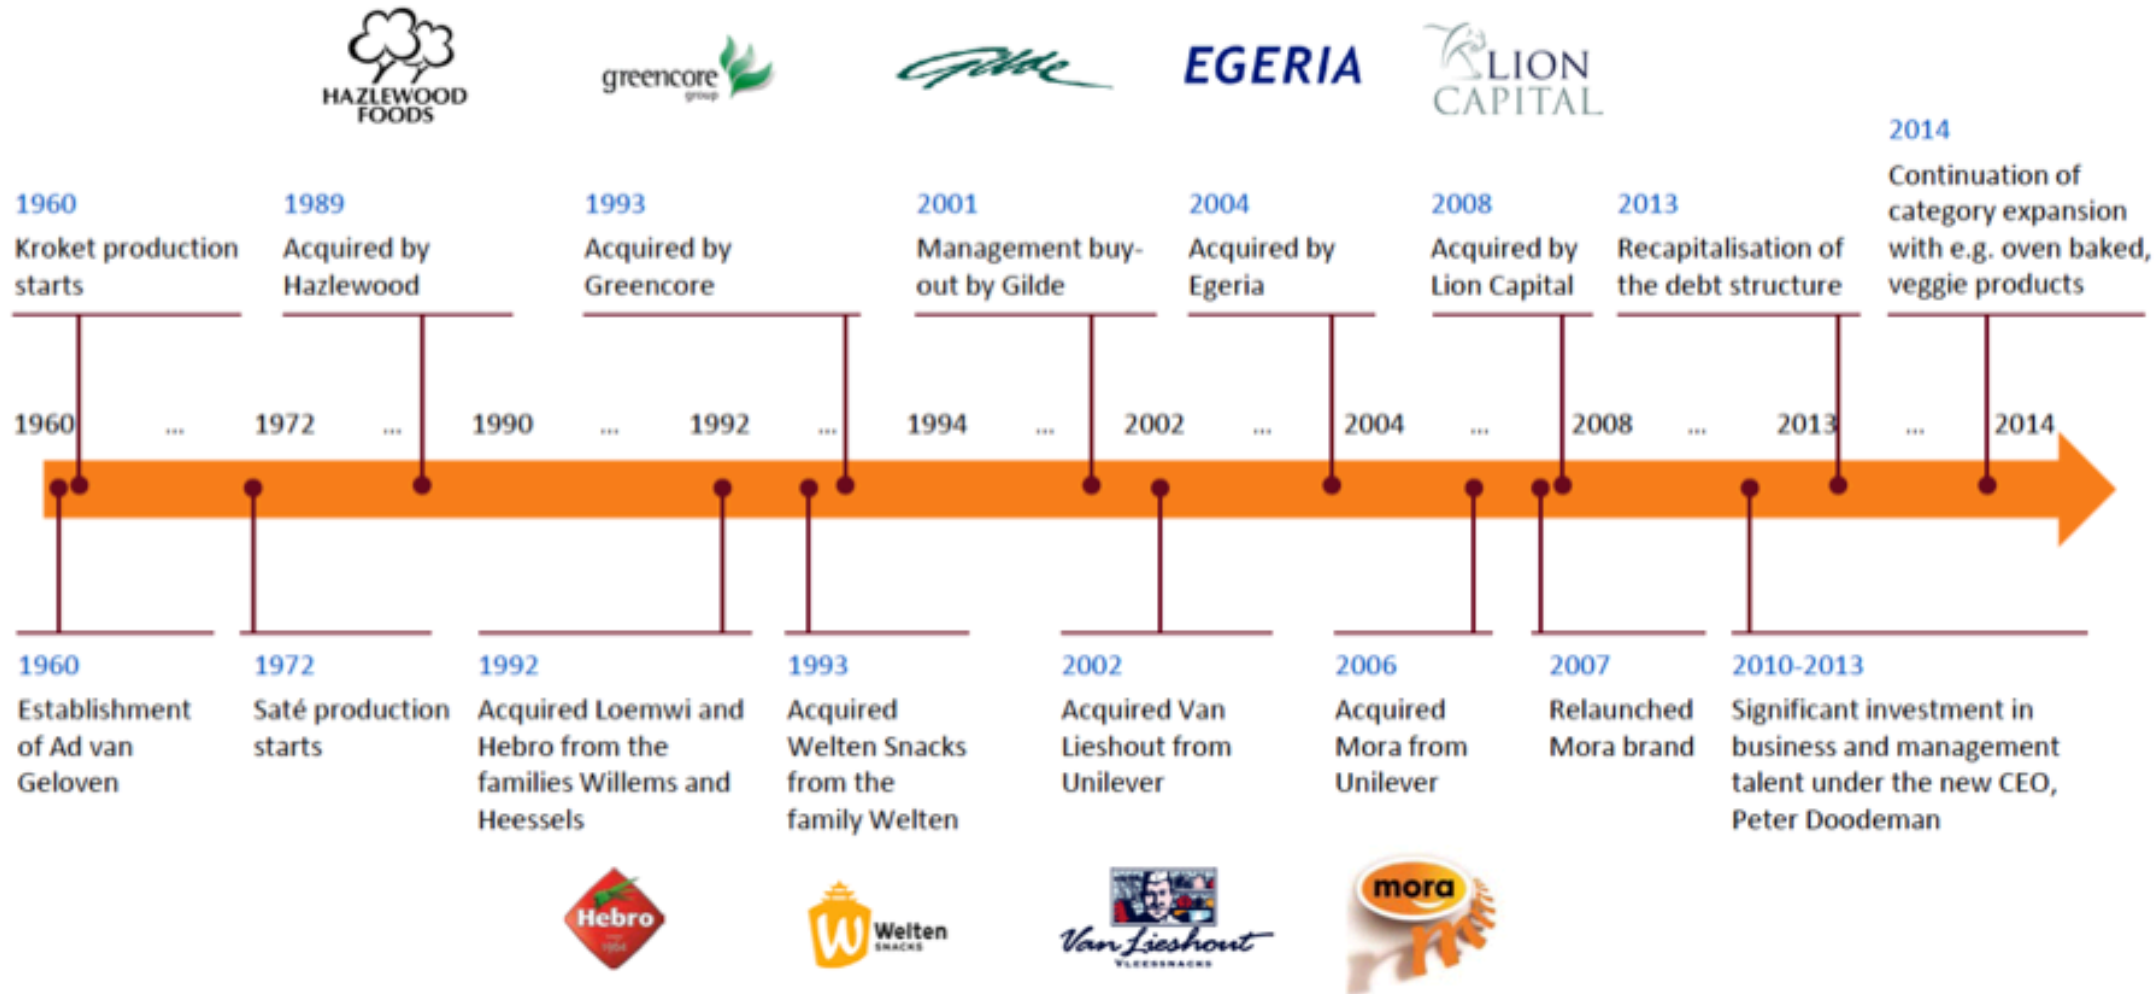 HAZLEWOOD
FOODS
greencore
group
Gilde
EGERIA
LION
CAPITAL
1960
Kroket production
starts
1989
Acquired by
Hazlewood
1993
Acquired by
Greencore
2001
Management buy-
out by Gilde
2004
Acquired by
Egeria
2008
Acquired by
Lion Capital
2013
Recapitalisation of
the debt structure
2014
Continuation of
category expansion
with e.g. oven baked,
veggie products
1960 ... 1972 ... 1990 ... 1992 ... 1994 ... 2002 ... 2004 ... 2008 ... 2013 ... 2014
1960
Establishment
of Ad van
Geloven
1972
Saté production
starts
1992
Acquired Loemwi and
Hebro from the
families Willems and
Heessels
1993
Acquired
Welten Snacks
from the
family Welten
2002
Acquired Van
Lieshout from
Unilever
2006
Acquired
Mora from
Unilever
2007
Relaunched
Mora brand
2010-2013
Significant investment in
business and management
talent under the new CEO,
Peter Doodeman
Hebro
1964
W
Welten
SNACKS
Van Lieshout
VLEESSNACKS
mora